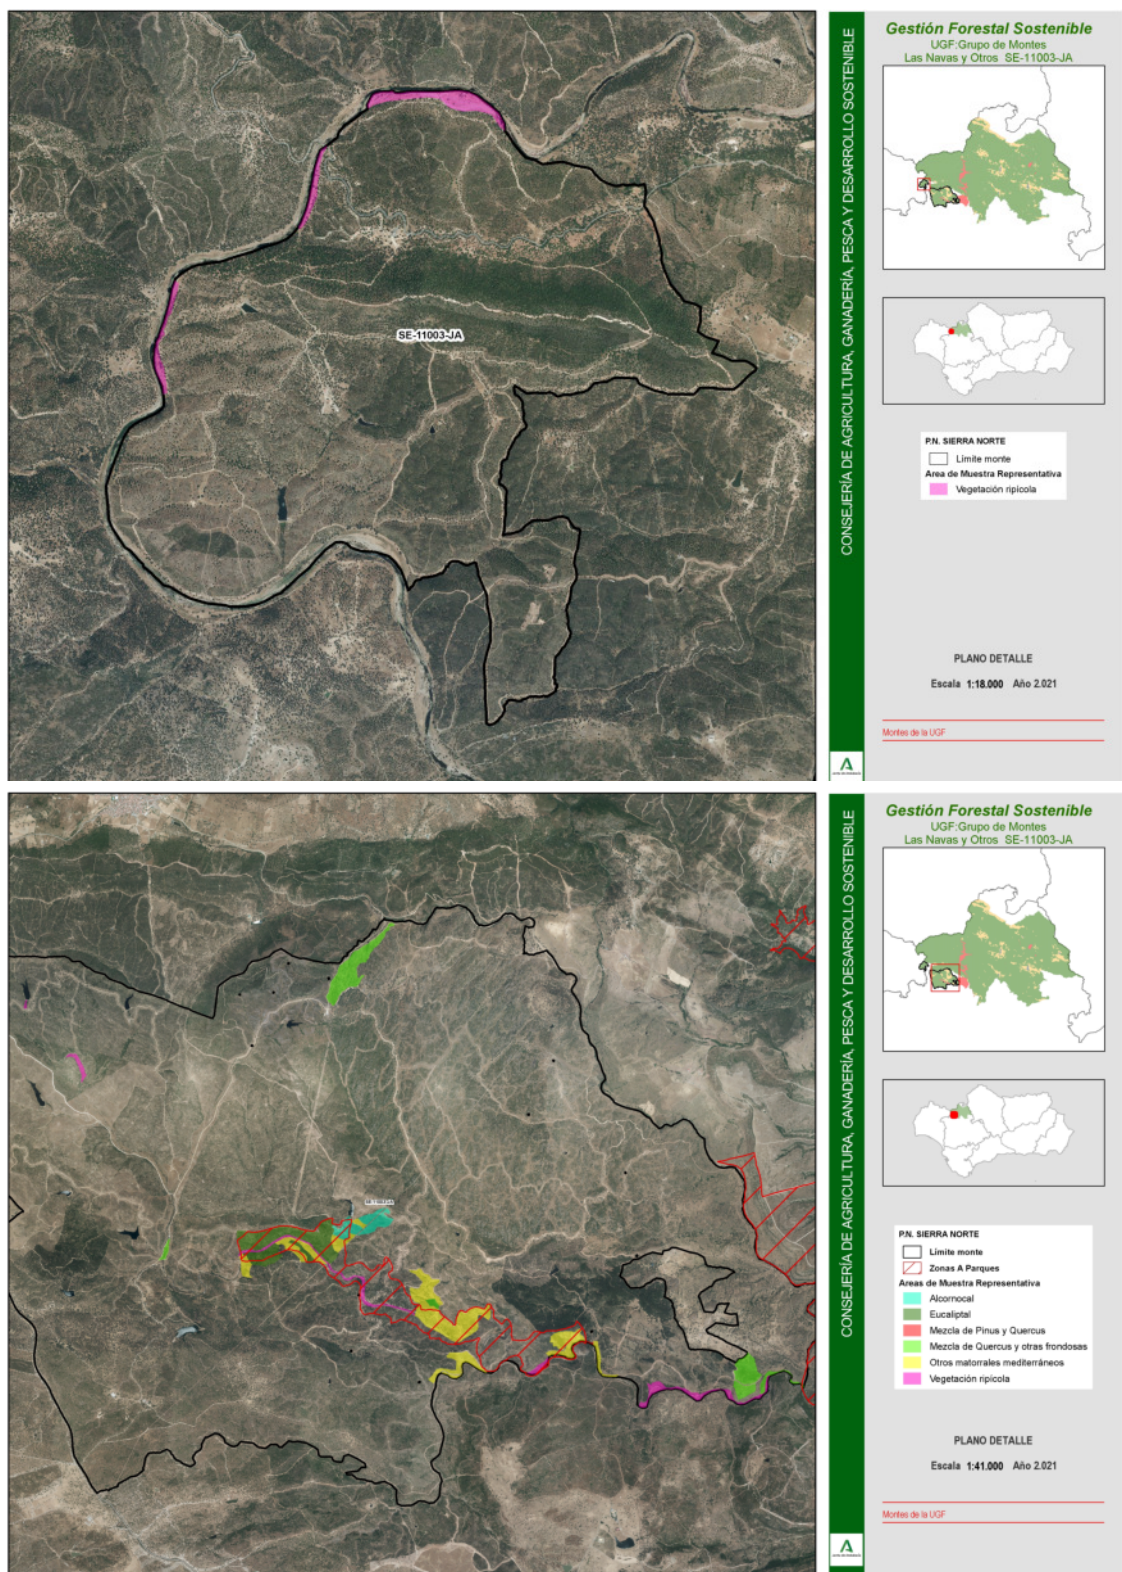 CONSEJERÍA DE AGRICULTURA, GANADERÍA, PESCA Y DESARROLLO SOSTENIBLE
Gestión Forestal Sostenible
UGF:Grupo de Montes
Las Navas y Otros SE-11003-JA
SE-11003-JA
P.N. SIERRA NORTE
Límite monte
Area de Muestra Representativa
Vegetación ripícola
PLANO DETALLE
Escala 1:18.000 Año 2.021
Montes de la UGF
CONSEJERÍA DE AGRICULTURA, GANADERÍA, PESCA Y DESARROLLO SOSTENIBLE
Gestión Forestal Sostenible
UGF:Grupo de Montes
Las Navas y Otros SE-11003-JA
P.N. SIERRA NORTE
Límite monte
Zonas A Parques
Areas de Muestra Representativa
Alcornocal
Eucaliptal
Mezcla de Pinus y Quercus
Mezcla de Quercus y otras frondosas
Otros matorrales mediterráneos
Vegetación ripícola
PLANO DETALLE
Escala 1:41.000 Año 2.021
Montes de la UGF